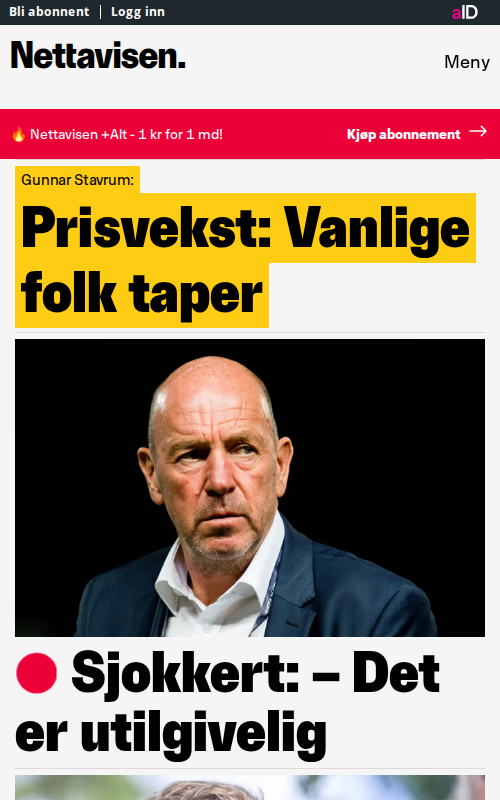 Bli abonnent | Logg inn
aID
Nettavisen.
Meny
🔥 Nettavisen +Alt - 1 kr for 1 md!
Kjøp abonnement →
Gunnar Stavrum:
Prisvekst: Vanlige
folk taper
Sjokkert: – Det
er utilgivelig